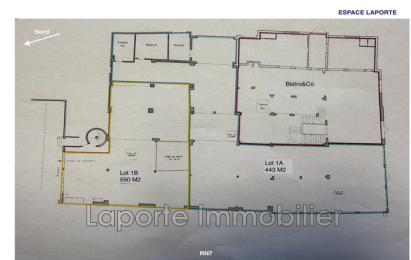 ESPACE LAPORTE
Nord
Bistro&Co
Lot 1B
550 M2
Lot 1A
443 M2
Laporte Immobilier
RN7